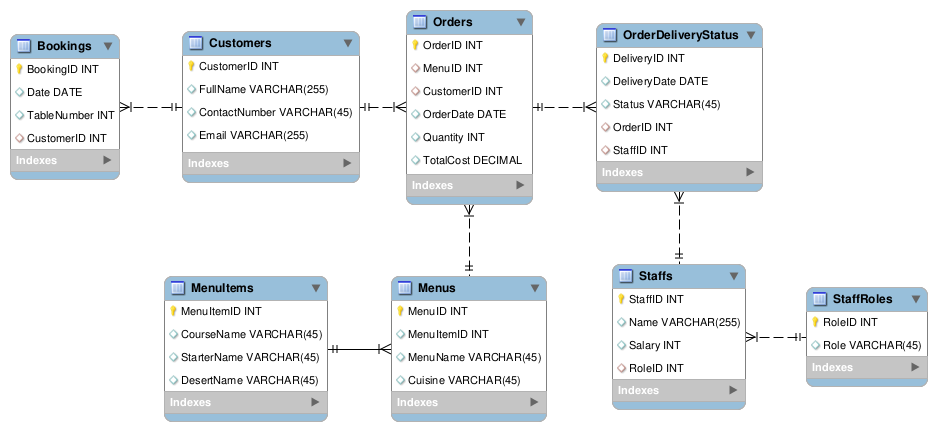 Bookings
BookingID INT
Date DATE
TableNumber INT
CustomerID INT
Indexes
Customers
CustomerID INT
FullName VARCHAR(255)
ContactNumber VARCHAR(45)
Email VARCHAR(255)
Indexes
Orders
OrderID INT
MenuID INT
CustomerID INT
OrderDate DATE
Quantity INT
TotalCost DECIMAL
Indexes
OrderDeliveryStatus
DeliveryID INT
DeliveryDate DATE
Status VARCHAR(45)
OrderID INT
StaffID INT
Indexes
MenuItems
MenuItemID INT
CourseName VARCHAR(45)
StarterName VARCHAR(45)
DesertName VARCHAR(45)
Indexes
Menus
MenuID INT
MenuItemID INT
MenuName VARCHAR(45)
Cuisine VARCHAR(45)
Indexes
Staffs
StaffID INT
Name VARCHAR(255)
Salary INT
RoleID INT
Indexes
StaffRoles
RoleID INT
Role VARCHAR(45)
Indexes